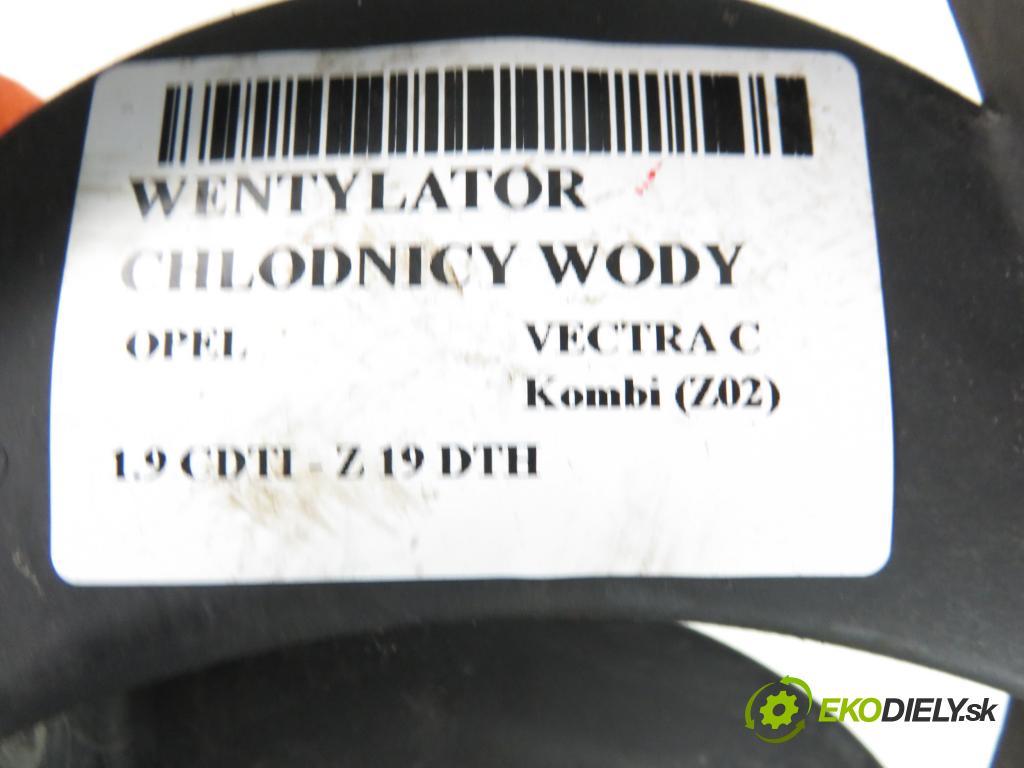 WENTYLATOR
CHLODNICY WODY
OPEL VECTRA C
Kombi (Z02)
1.9 CDTI - Z 19 DTH
EKODIELY.sk